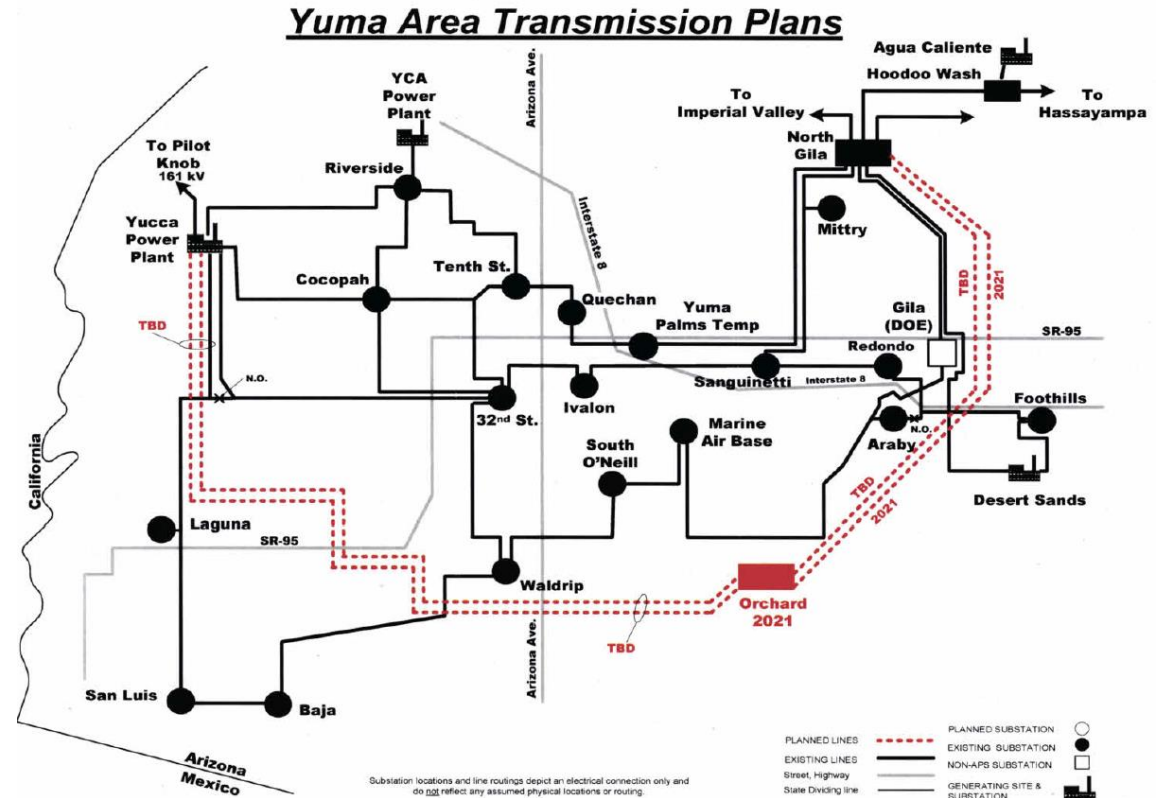 Yuma Area Transmission Plans
Arizona Ave.
Agua Caliente
Hoodoo Wash
YCA
Power
Plant
To
Imperial Valley
To
Hassayampa
North
Gila
To Pilot
Knob
161 kV
Riverside
Interstate 8
Mittry
Yucca
Power
Plant
Tenth St.
Cocopah
Quechan
TBD
2021
Yuma
Palms Temp
Gila
(DOE)
TBD
SR-95
Redondo
N.O.
Sanguinetti
Interstate 8
Ivalon
Foothills
32nd St.
Marine
Air Base
N.O.
Araby
South
O'Neill
TBD
2021
Desert Sands
California
Laguna
SR-95
Waldrip
Orchard
2021
TBD
Arizona Ave.
San Luis
Baja
Arizona
Mexico
Substation locations and line routings depict an electrical connection only and
do not reflect any assumed physical locations or routing.
PLANNED LINES
EXISTING LINES
Street, Highway
State Dividing line
PLANNED SUBSTATION
EXISTING SUBSTATION
NON-APS SUBSTATION
GENERATING SITE &
SUBSTATION